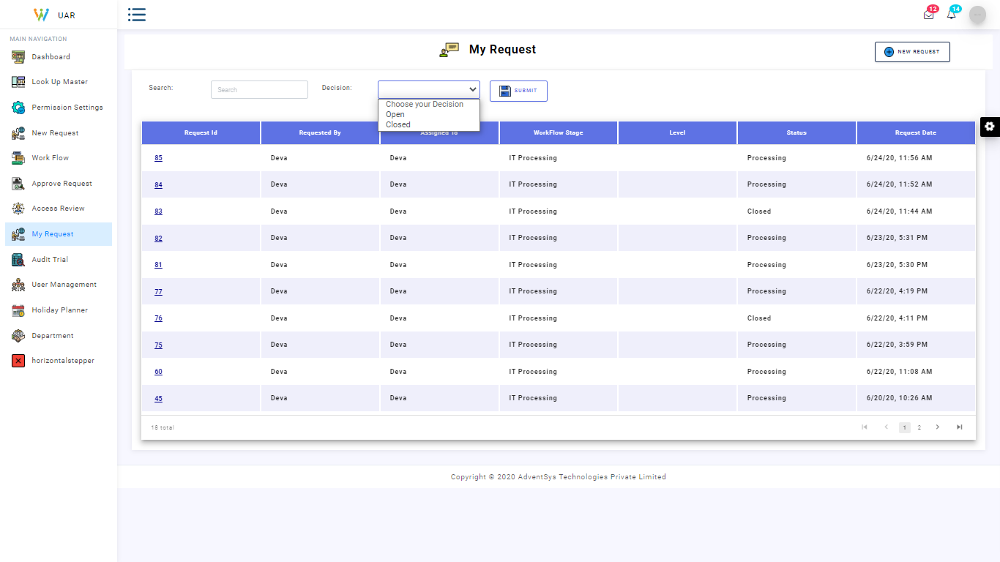 UAR
12
14
MAIN NAVIGATION
Dashboard
Look Up Master
Permission Settings
New Request
Work Flow
Approve Request
Access Review
My Request
Audit Trial
User Management
Holiday Planner
Department
horizontalstepper
My Request
NEW REQUEST
Search:
Search
Decision:
SUBMIT
Choose your Decision
Open
Closed
Request Id Requested By Assigned To WorkFlow Stage Level Status Request Date
85 Deva Deva IT Processing Processing 6/24/20, 11:56 AM
84 Deva Deva IT Processing Processing 6/24/20, 11:52 AM
83 Deva Deva IT Processing Closed 6/24/20, 11:44 AM
82 Deva Deva IT Processing Processing 6/23/20, 5:31 PM
81 Deva Deva IT Processing Processing 6/23/20, 5:30 PM
77 Deva Deva IT Processing Processing 6/22/20, 4:19 PM
76 Deva Deva IT Processing Closed 6/22/20, 4:11 PM
75 Deva Deva IT Processing Processing 6/22/20, 3:59 PM
60 Deva Deva IT Processing Processing 6/22/20, 11:08 AM
45 Deva Deva IT Processing Processing 6/20/20, 10:26 AM
18 total
1 2
Copyright © 2020 AdventSys Technologies Private Limited